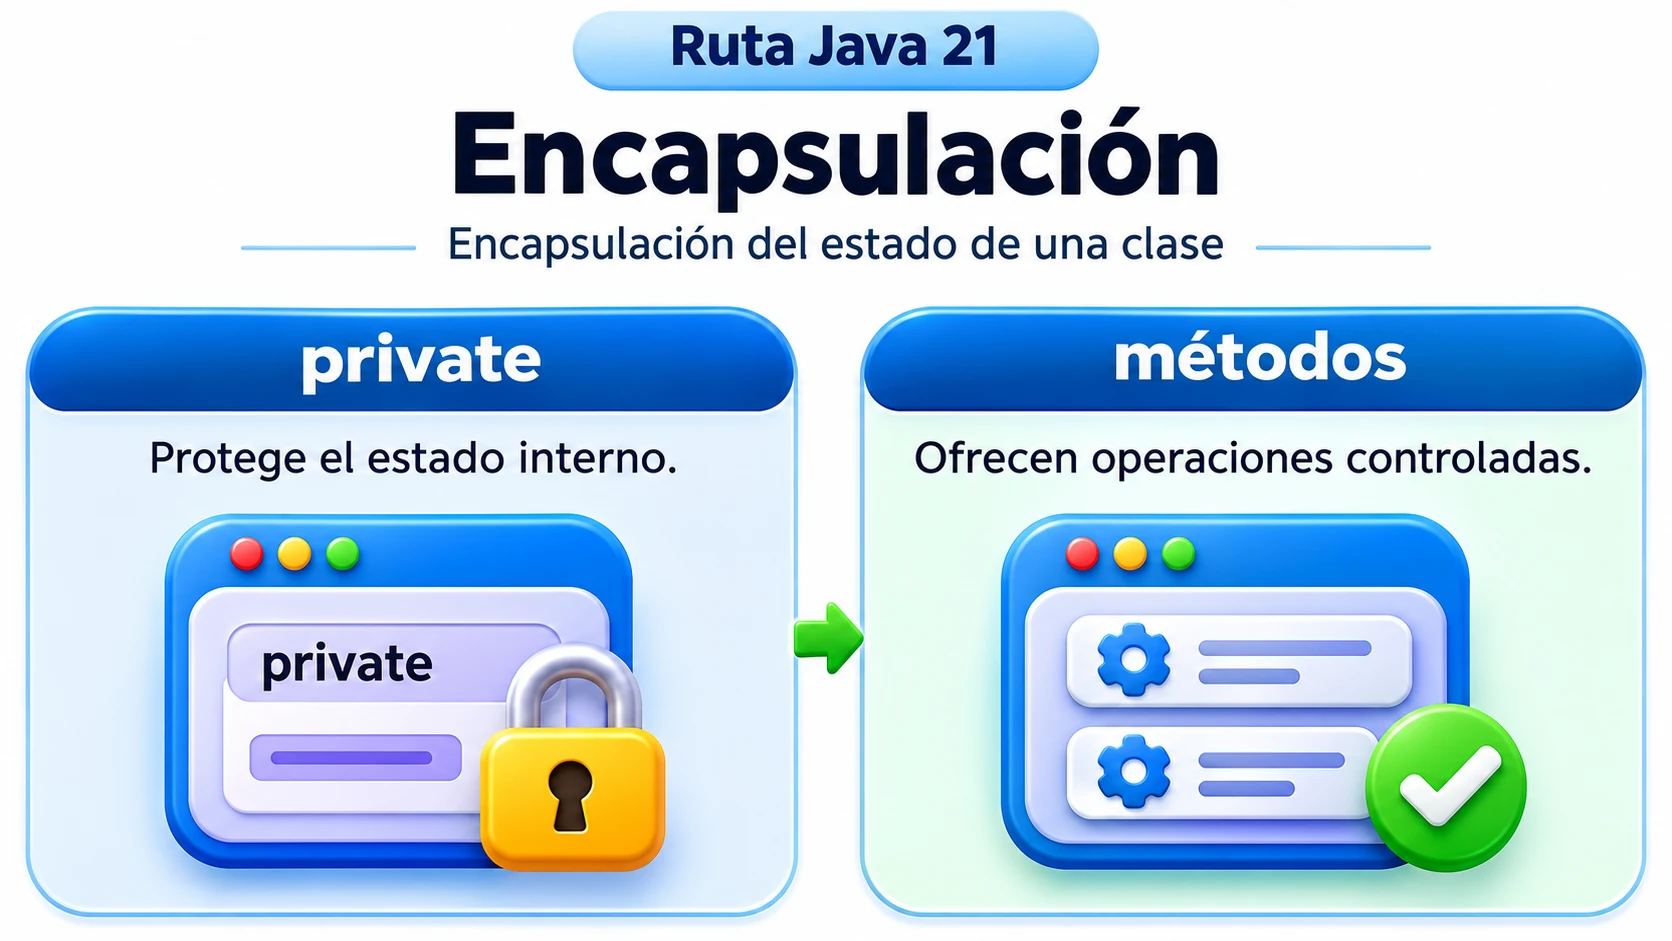 Ruta Java 21
Encapsulación
Encapsulación del estado de una clase
private
Protege el estado interno.
private
métodos
Ofrecen operaciones controladas.